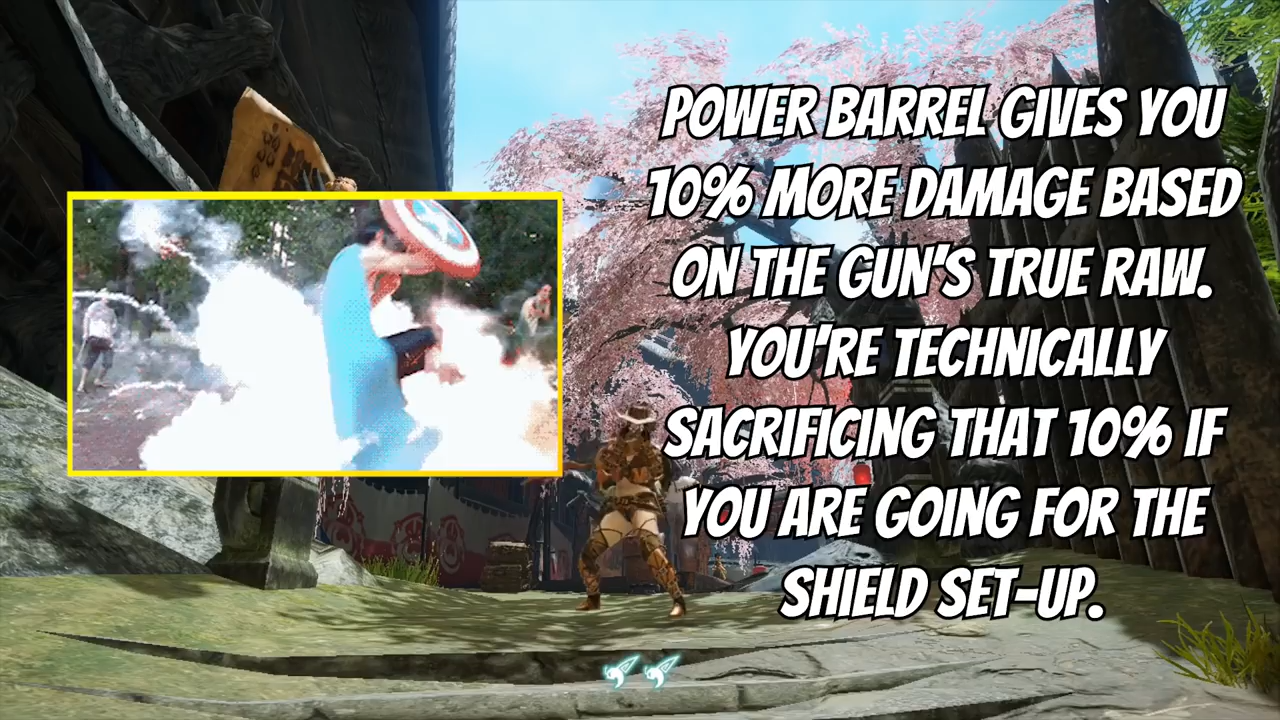 POWER BARREL GIVES YOU
10% MORE DAMAGE BASED
ON THE GUN'S TRUE RAW.
YOU'RE TECHNICALLY
SACRIFICING THAT 10% IF
YOU ARE GOING FOR THE
SHIELD SET-UP.